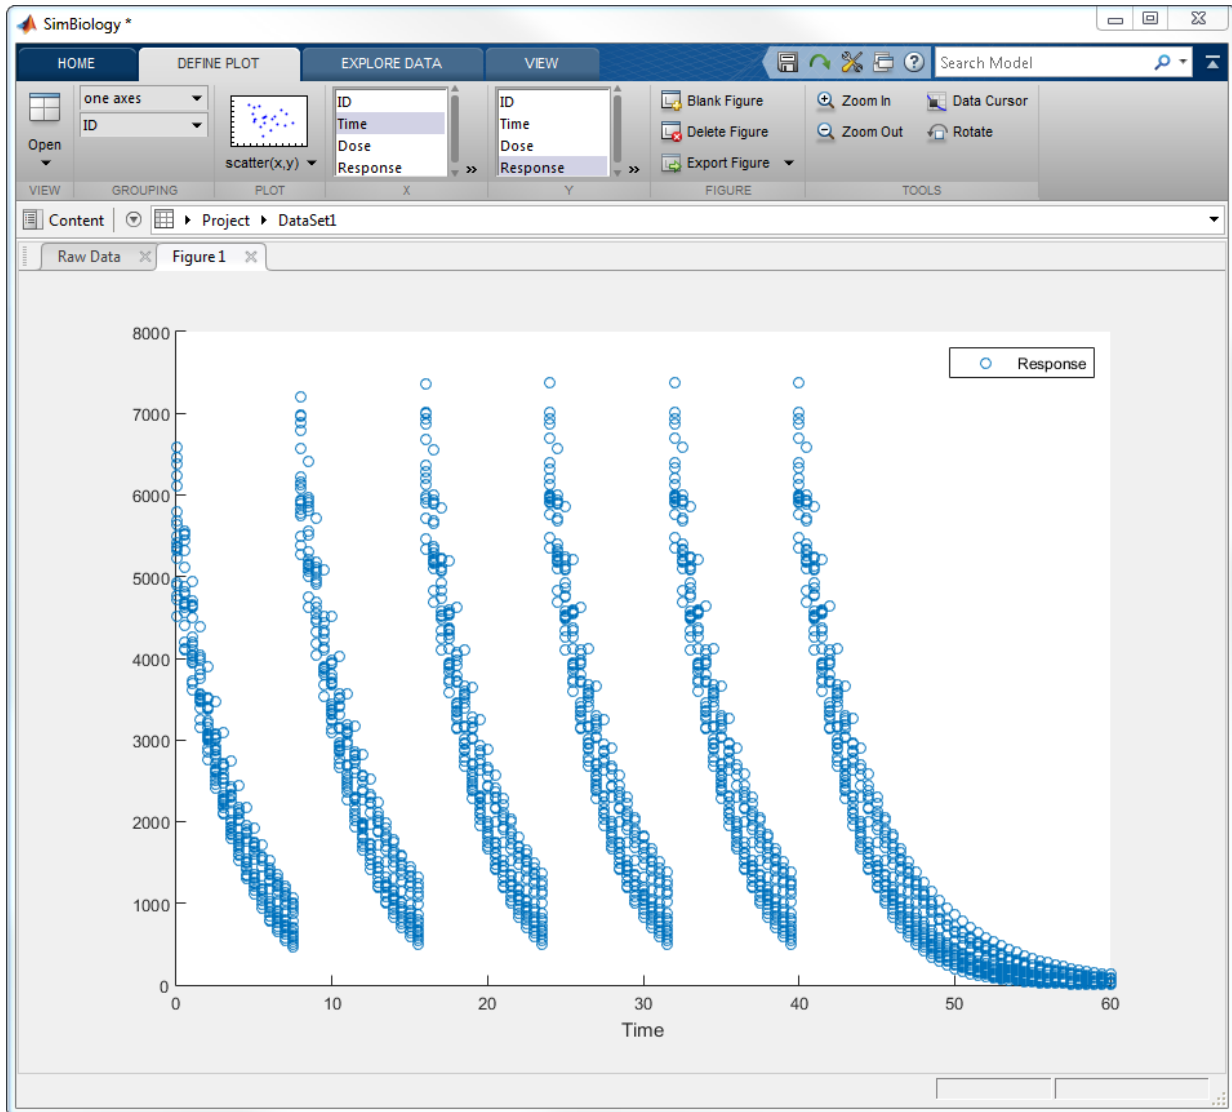 SimBiology *
HOME DEFINE PLOT EXPLORE DATA VIEW Search Model
one axes ID ID Blank Figure Zoom In Data Cursor
ID Time Time Delete Figure Zoom Out Rotate
Open Dose Dose
scatter(x,y) Response Response Export Figure
VIEW GROUPING PLOT X Y FIGURE TOOLS
Content Project DataSet1
Raw Data Figure 1
8000
Response
7000
6000
5000
4000
3000
2000
1000
0
0 10 20 30 40 50 60
Time